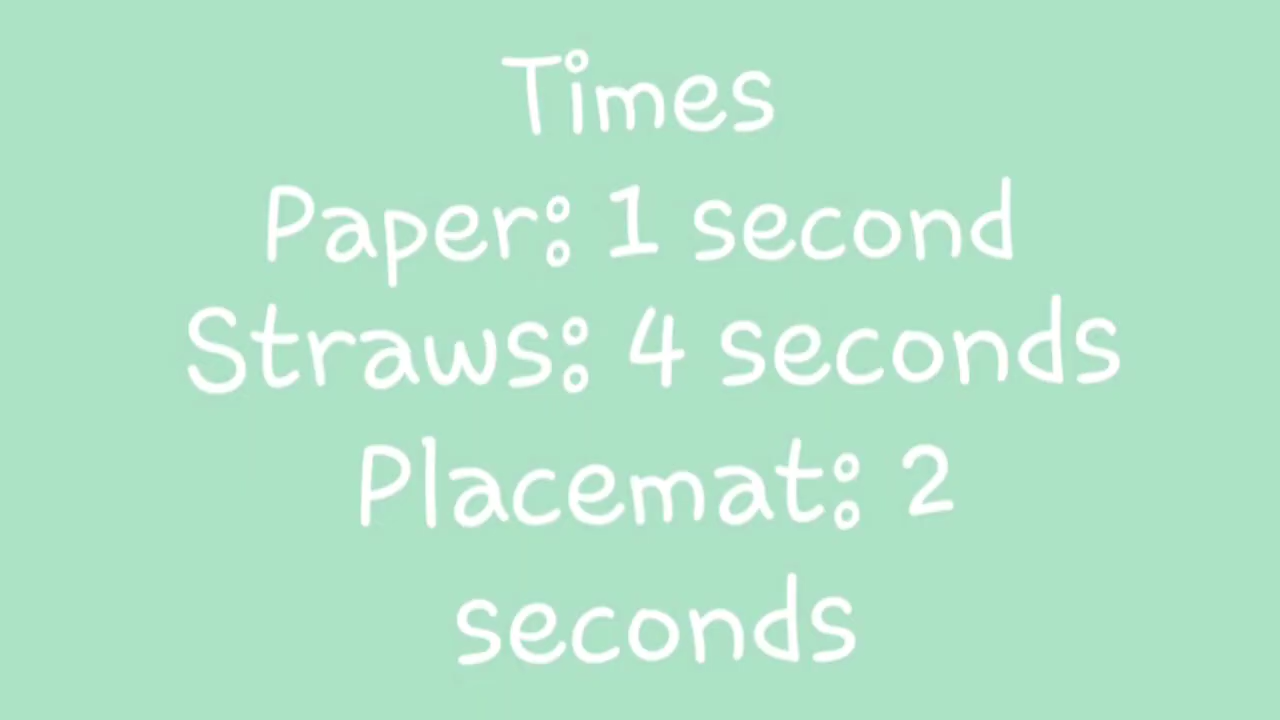 Times
Paper: 1 second
Straws: 4 seconds
Placemat: 2
seconds